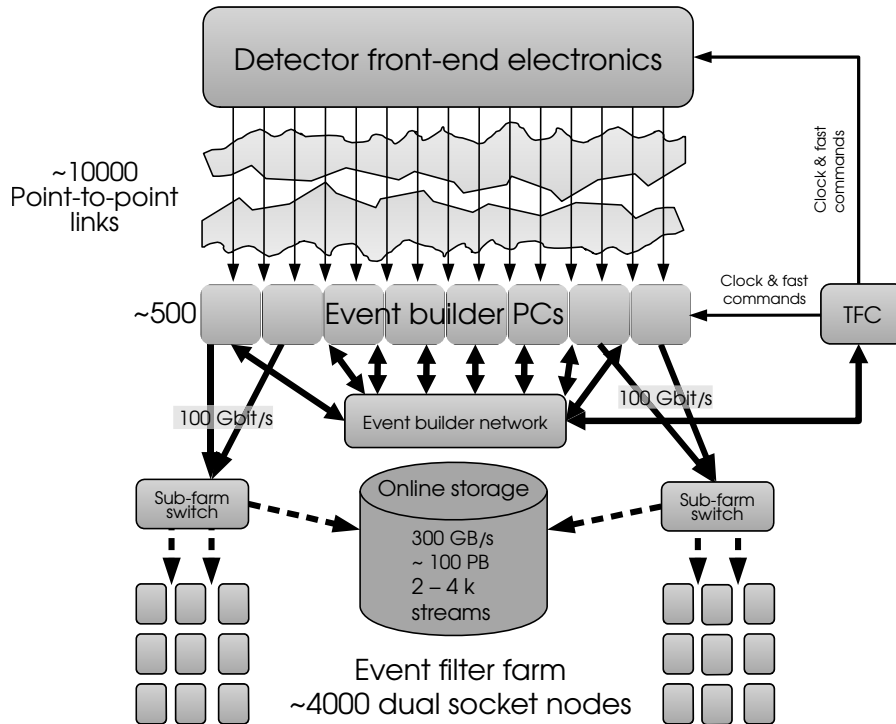 Detector front-end electronics
~10000
Point-to-point
links
Clock & fast
commands
~500
Event builder PCs
Clock & fast
commands
TFC
100 Gbit/s
Event builder network
100 Gbit/s
Sub-farm
switch
Online storage
300 GB/s
~ 100 PB
2 – 4 k
streams
Sub-farm
switch
Event filter farm
~4000 dual socket nodes